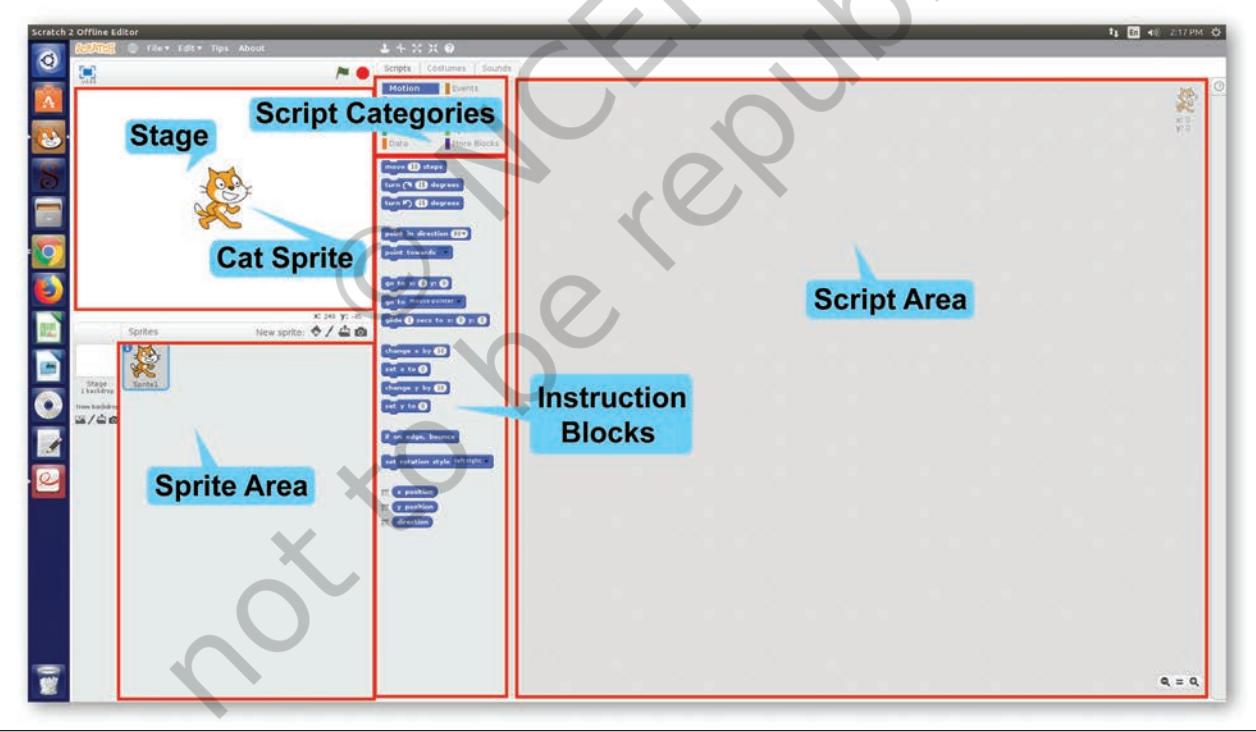 Scratch 2 Offline Editor
En 2:17 PM
SCRATCH File Edit Tips About
Scripts Costumes Sounds
Motion Events
Script Categories
Data More Blocks
Stage
Cat Sprite
move 10 steps
turn 15 degrees
turn 15 degrees
point in direction 90
point towards
go to x: 0 y: 0
go to mouse-pointer
glide 1 secs to x: 0 y: 0
change x by 10
set x to 0
change y by 10
set y to 0
if on edge, bounce
set rotation style left-right
x position
y position
direction
Instruction
Blocks
Script Area
x: 0
y: 0
X: 240 Y:
Sprites New sprite:
Stage
1 backdrop
New backdrop
Sprite1
Sprite Area
© NCERT
not to be republished